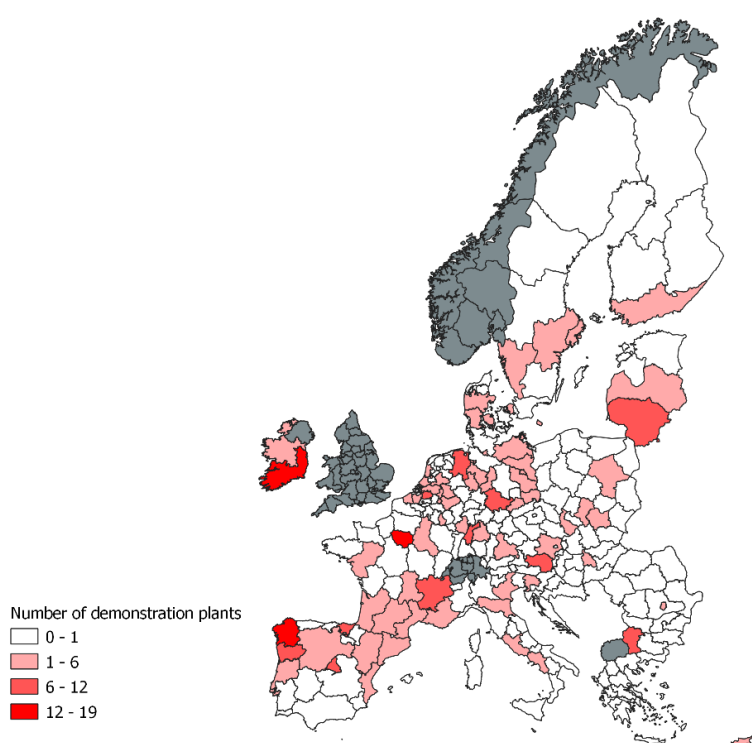 Number of demonstration plants
0 - 1
1 - 6
6 - 12
12 - 19